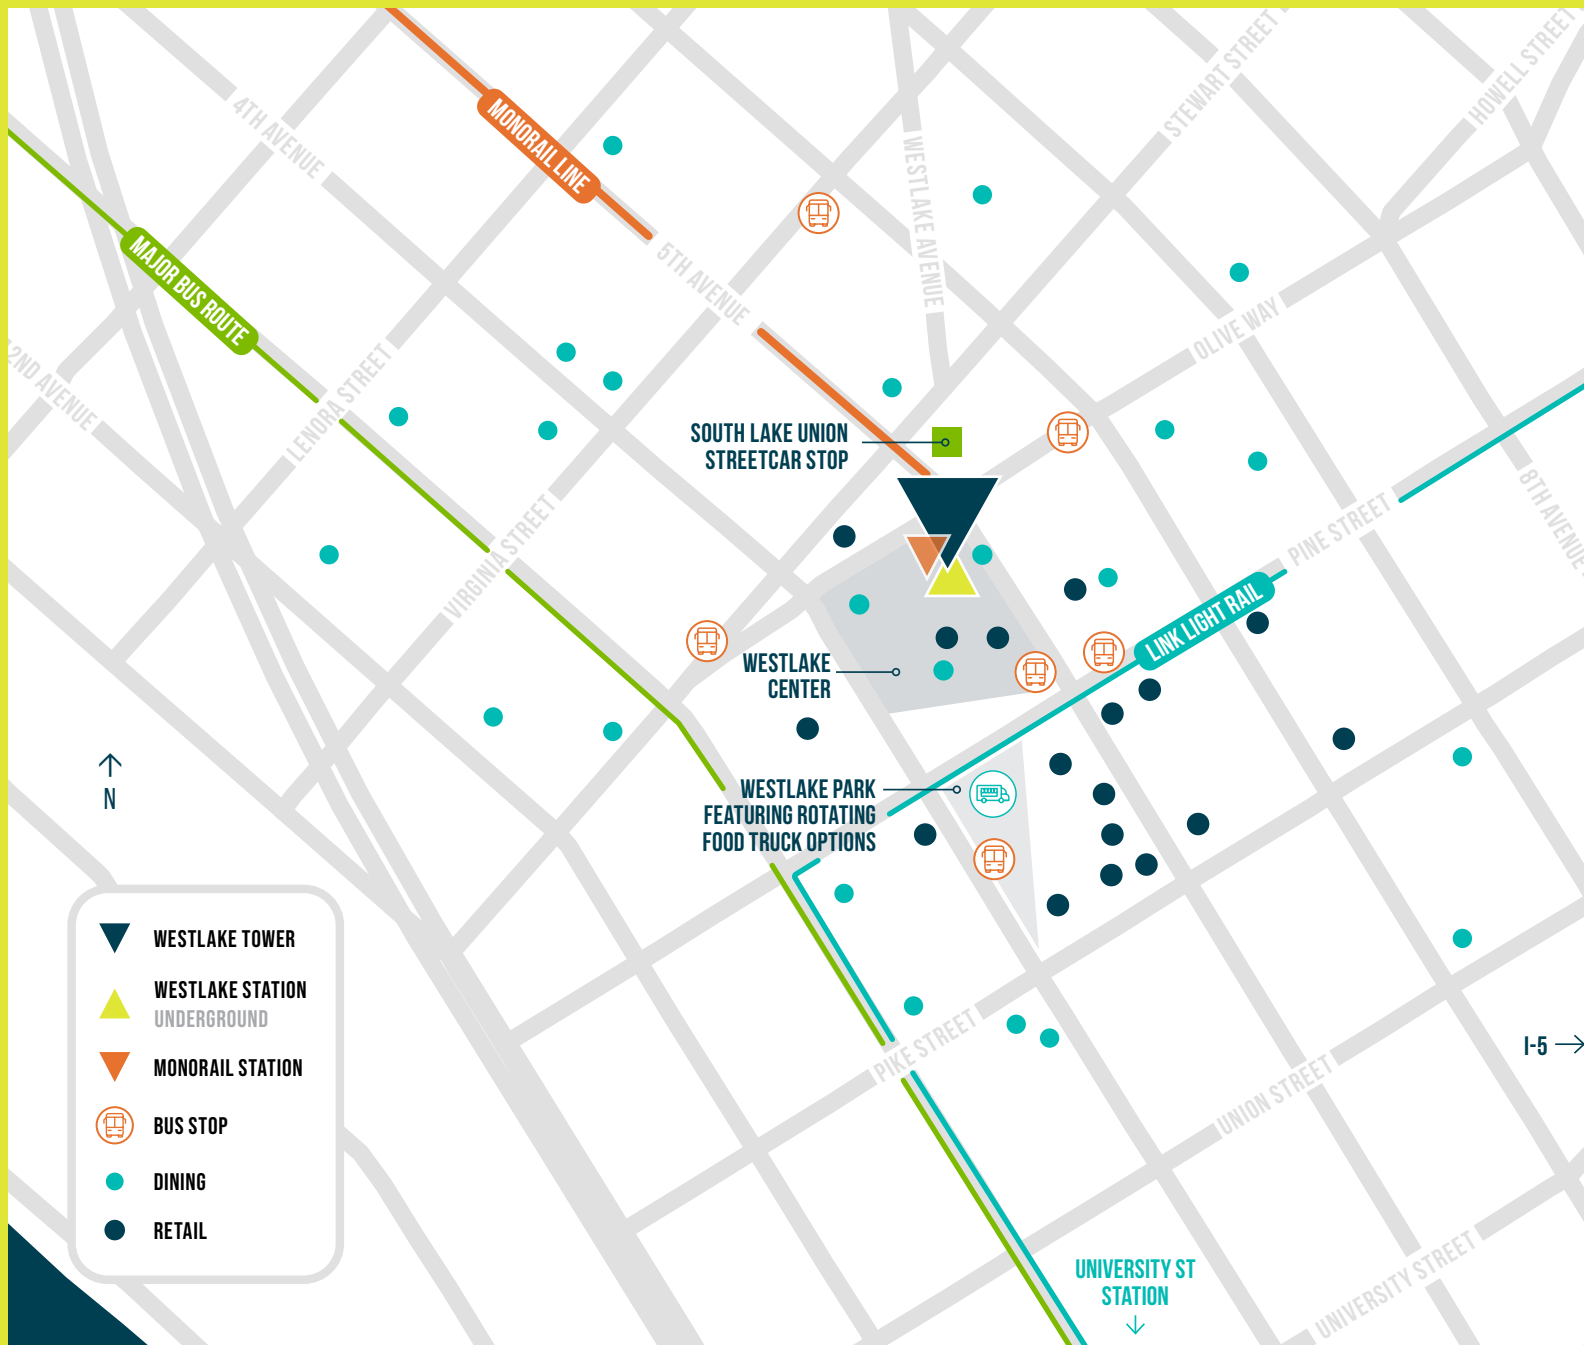 4TH AVENUE
MONORAIL LINE
WESTLAKE AVENUE
STEWART STREET
HOWELL STREET
MAJOR BUS ROUTE
5TH AVENUE
2ND AVENUE
LENORA STREET
OLIVE WAY
SOUTH LAKE UNION
STREETCAR STOP
VIRGINIA STREET
PINE STREET
8TH AVENUE
LINK LIGHT RAIL
WESTLAKE
CENTER
N
WESTLAKE PARK
FEATURING ROTATING
FOOD TRUCK OPTIONS
WESTLAKE TOWER
WESTLAKE STATION
UNDERGROUND
MONORAIL STATION
BUS STOP
DINING
RETAIL
PIKE STREET
I-5
UNION STREET
UNIVERSITY ST
STATION
UNIVERSITY STREET